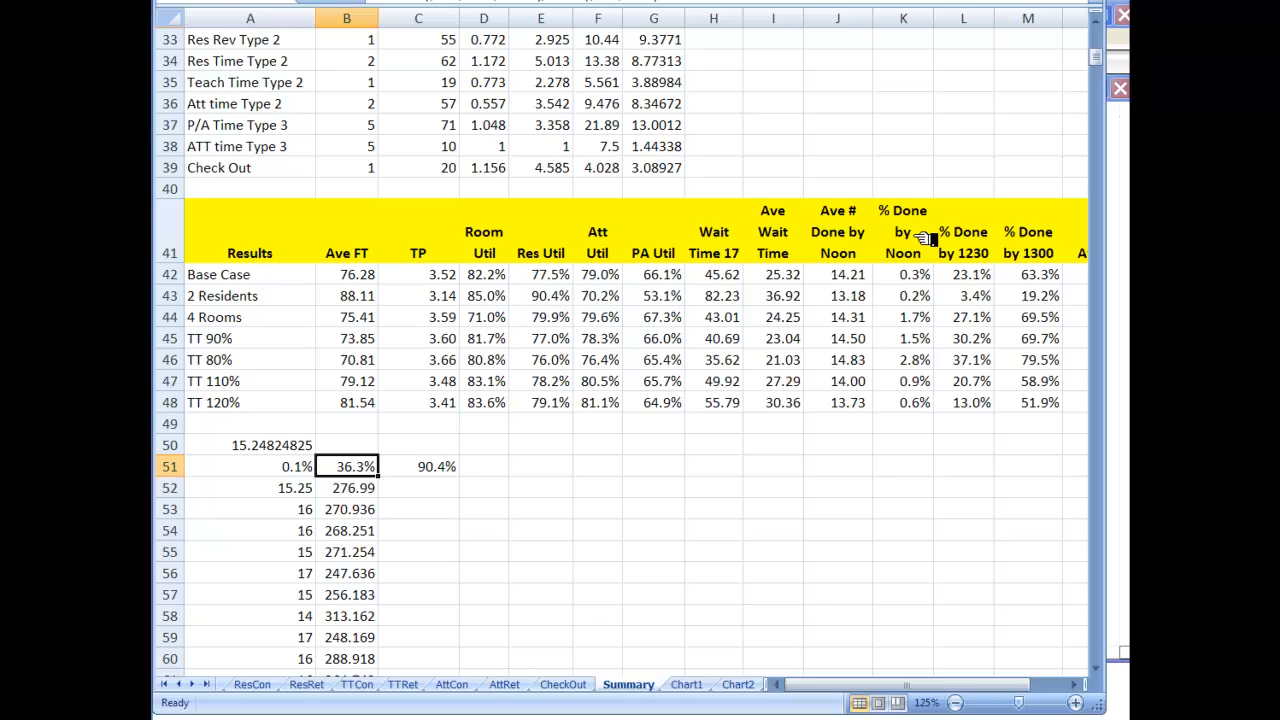 A B C D E F G H I J K L M
33 Res Rev Type 2 1 55 0.772 2.925 10.44 9.3771
34 Res Time Type 2 2 62 1.172 5.013 13.38 8.77313
35 Teach Time Type 2 1 19 0.773 2.278 5.561 3.88984
36 Att time Type 2 2 57 0.557 3.542 9.476 8.34672
37 P/A Time Type 3 5 71 1.048 3.358 21.89 13.0012
38 ATT time Type 3 5 10 1 1 7.5 1.44338
39 Check Out 1 20 1.156 4.585 4.028 3.08927
40
Ave Ave # % Done
Room Att Wait Wait Done by by % Done % Done
41 Results Ave FT TP Util Res Util Util PA Util Time 17 Time Noon Noon by 1230 by 1300
42 Base Case 76.28 3.52 82.2% 77.5% 79.0% 66.1% 45.62 25.32 14.21 0.3% 23.1% 63.3%
43 2 Residents 88.11 3.14 85.0% 90.4% 70.2% 53.1% 82.23 36.92 13.18 0.2% 3.4% 19.2%
44 4 Rooms 75.41 3.59 71.0% 79.9% 79.6% 67.3% 43.01 24.25 14.31 1.7% 27.1% 69.5%
45 TT 90% 73.85 3.60 81.7% 77.0% 78.3% 66.0% 40.69 23.04 14.50 1.5% 30.2% 69.7%
46 TT 80% 70.81 3.66 80.8% 76.0% 76.4% 65.4% 35.62 21.03 14.83 2.8% 37.1% 79.5%
47 TT 110% 79.12 3.48 83.1% 78.2% 80.5% 65.7% 49.92 27.29 14.00 0.9% 20.7% 58.9%
48 TT 120% 81.54 3.41 83.6% 79.1% 81.1% 64.9% 55.79 30.36 13.73 0.6% 13.0% 51.9%
49
50 15.24824825
51 0.1% 36.3% 90.4%
52 15.25 276.99
53 16 270.936
54 16 268.251
55 15 271.254
56 17 247.636
57 15 256.183
58 14 313.162
59 17 248.169
60 16 288.918
ResCon ResRet TTCon TTRet AttCon AttRet CheckOut Summary Chart1 Chart2
Ready 125%